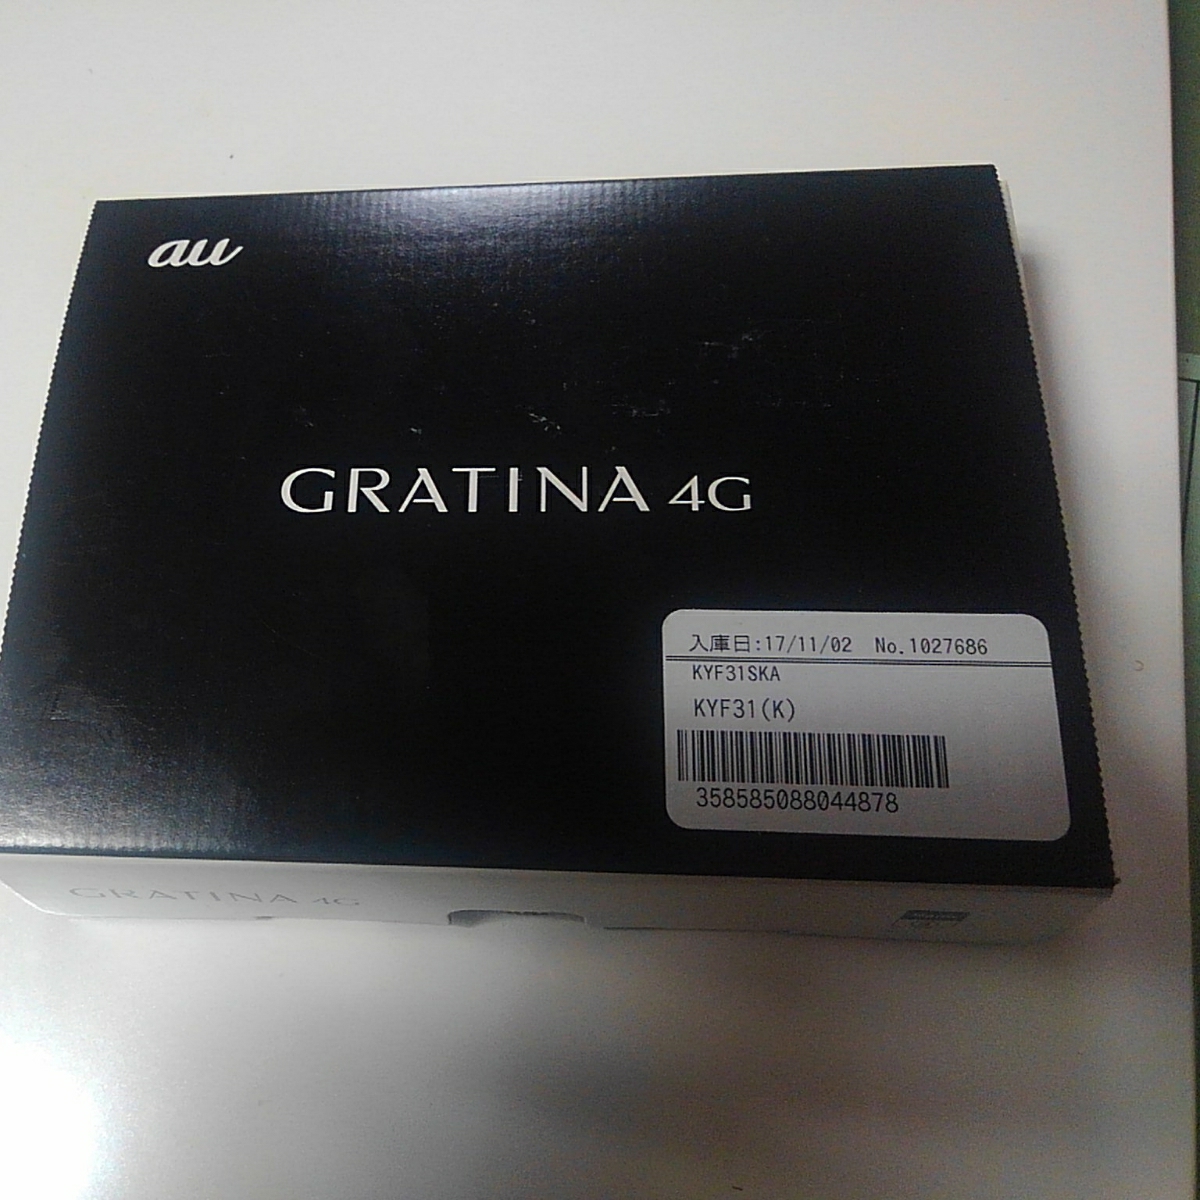 au
GRATINA 4G
入庫日:17/11/02 No.1027686
KYF31SKA
KYF31(K)
358585088044878
GRATINA 4G